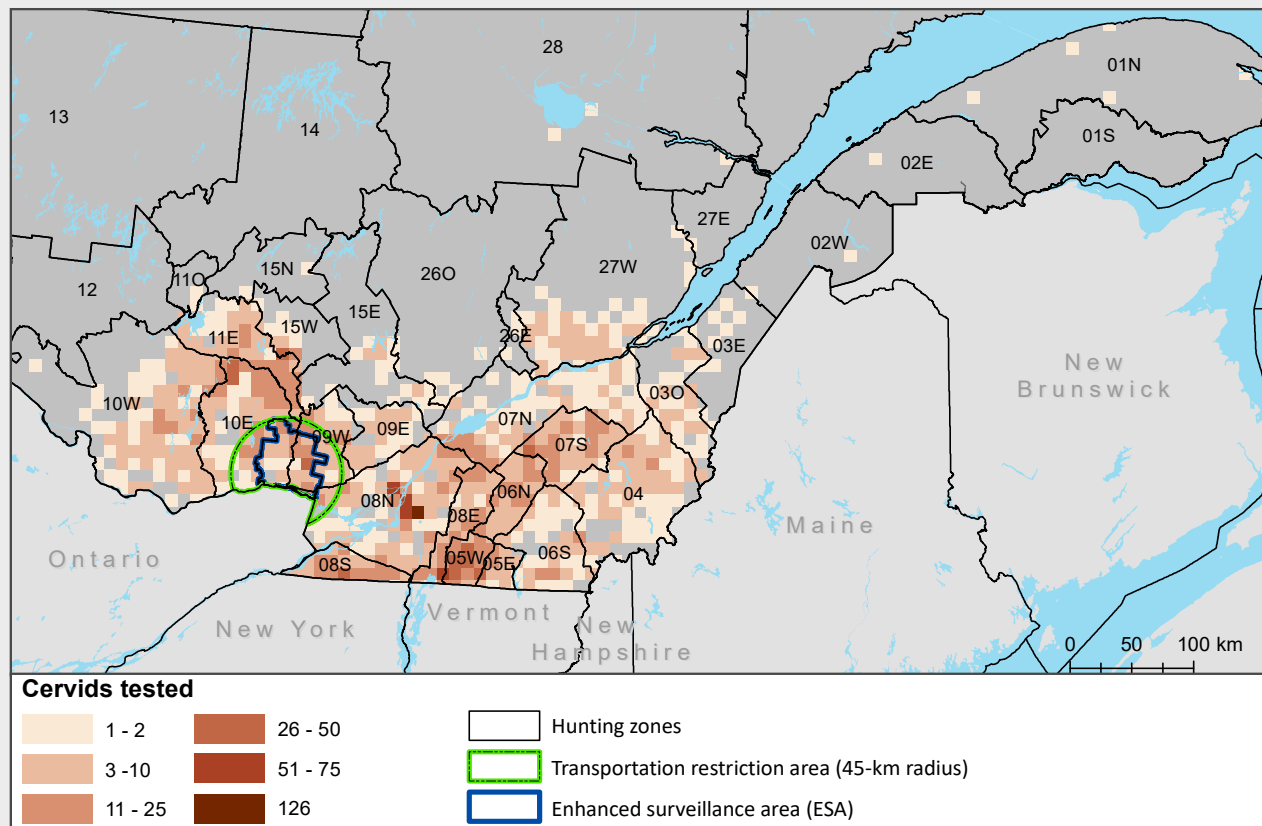 28
01N
13
14
01S
02E
27E
02W
15N
27W
26O
11O
12
15E
15W
26E
11E
03E
03O
10W
07N
10E
09W
09E
07S
06N
08N
04
08E
06S
05W
05E
08S
New
Brunswick
Maine
Ontario
Vermont
New York
New
Hampshire
0 50 100 km
Cervids tested
1 - 2
3 -10
11 - 25
26 - 50
51 - 75
126
Hunting zones
Transportation restriction area (45-km radius)
Enhanced surveillance area (ESA)